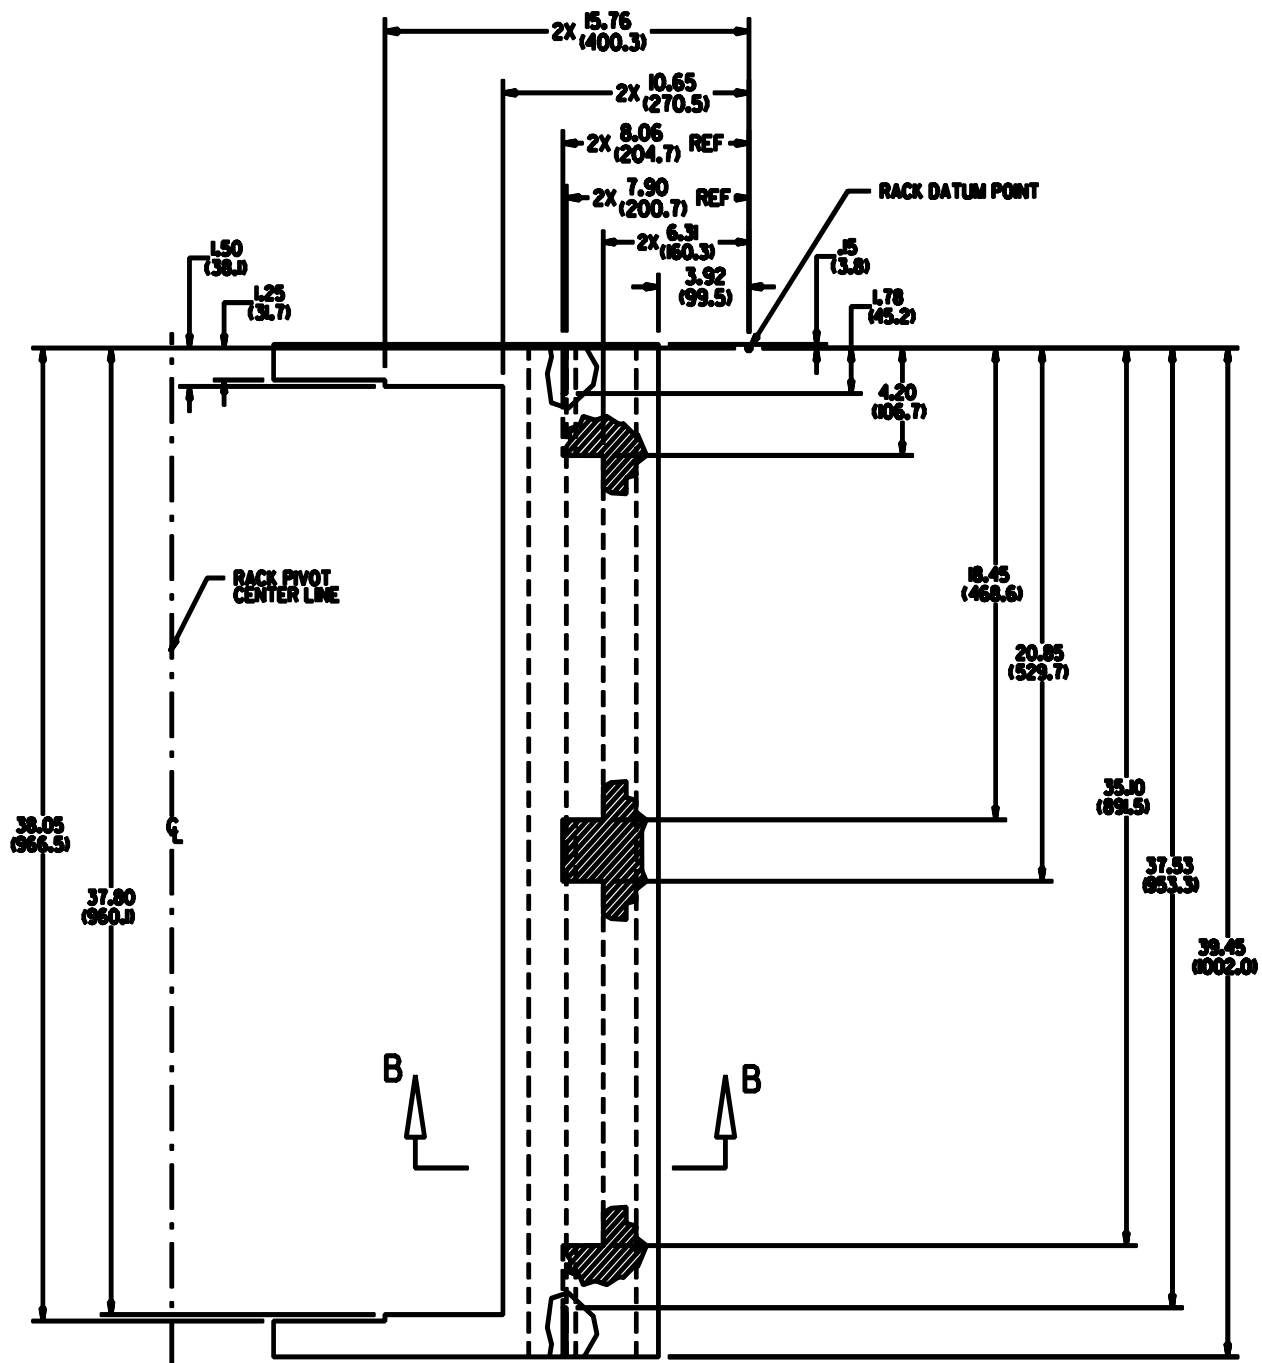 2X 15.76
(400.3)
2X 10.65
(270.5)
2X 8.06 REF
(204.7)
2X 7.90 REF
(200.7)
RACK DATUM POINT
2X 6.31
(160.3)
3.92
(99.5)
1.50
(38.1)
1.25
(31.7)
.15
(3.8)
1.78
(45.2)
4.20
(106.7)
18.45
(468.6)
RACK PIVOT
CENTER LINE
20.85
(529.7)
35.10
(891.5)
38.05
(966.5)
CL
37.80
(960.1)
37.53
(953.3)
39.45
(1002.0)
B
B